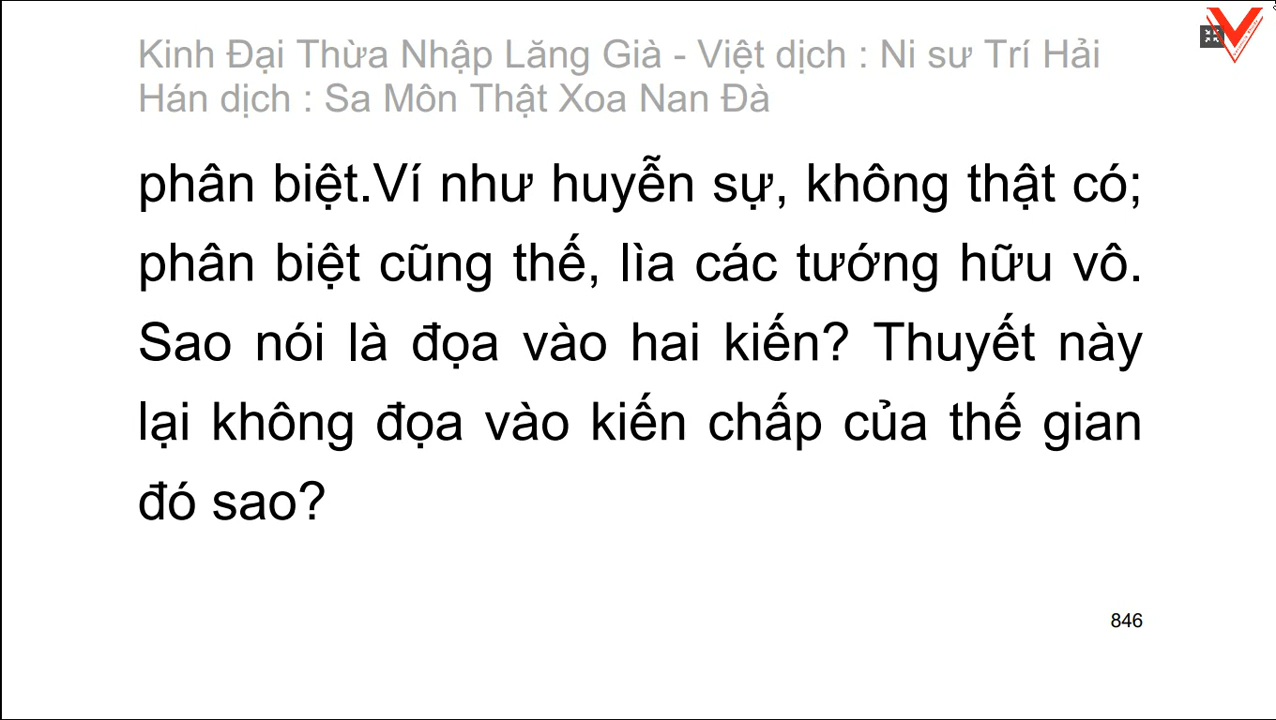 Kinh Đại Thừa Nhập Lăng Già - Việt dịch : Ni sư Trí Hải
Hán dịch : Sa Môn Thật Xoa Nan Đà
phân biệt.Ví như huyễn sự, không thật có;
phân biệt cũng thế, lìa các tướng hữu vô.
Sao nói là đọa vào hai kiến? Thuyết này
lại không đọa vào kiến chấp của thế gian
đó sao?
846